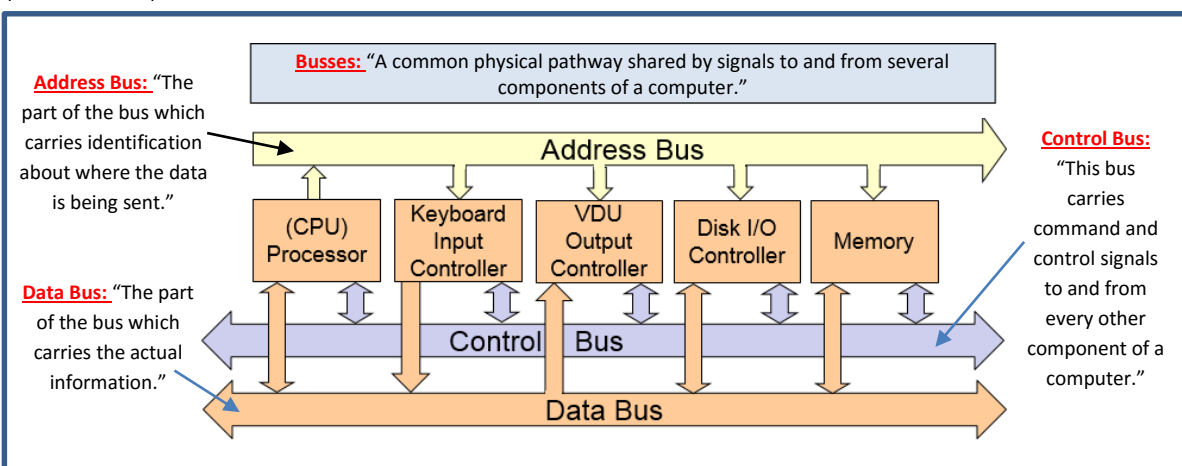 Busses: “A common physical pathway shared by signals to and from several
components of a computer.”
Address Bus: “The
part of the bus which
carries identification
about where the data
is being sent.”
Address Bus
Control Bus:
“This bus
carries
command and
control signals
to and from
every other
component of a
computer.”
(CPU)
Processor
Keyboard
Input
Controller
VDU
Output
Controller
Disk I/O
Controller
Memory
Data Bus: “The part
of the bus which
carries the actual
information.”
Control Bus
Data Bus